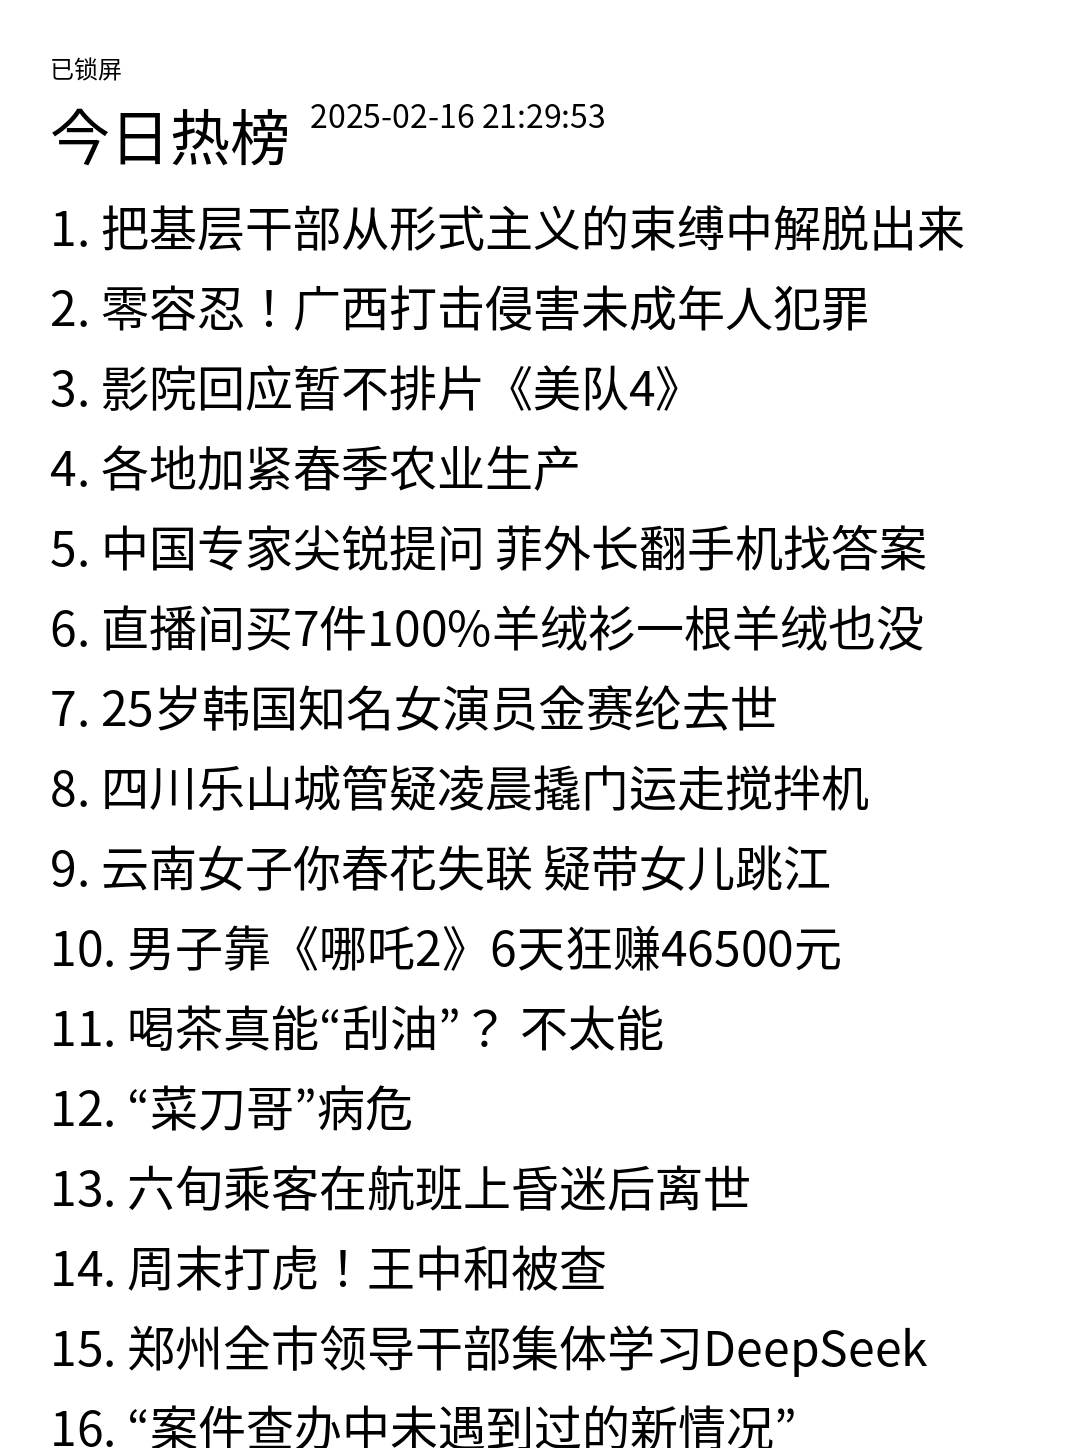 已锁屏
今日热榜 2025-02-16 21:29:53
1. 把基层干部从形式主义的束缚中解脱出来
2. 零容忍！广西打击侵害未成年人犯罪
3. 影院回应暂不排片《美队4》
4. 各地加紧春季农业生产
5. 中国专家尖锐提问 菲外长翻手机找答案
6. 直播间买7件100%羊绒衫一根羊绒也没
7. 25岁韩国知名女演员金赛纶去世
8. 四川乐山城管疑凌晨撬门运走搅拌机
9. 云南女子你春花失联 疑带女儿跳江
10. 男子靠《哪吒2》6天狂赚46500元
11. 喝茶真能“刮油”？ 不太能
12. “菜刀哥”病危
13. 六旬乘客在航班上昏迷后离世
14. 周末打虎！王中和被查
15. 郑州全市领导干部集体学习DeepSeek
16. “案件查办中未遇到过的新情况”